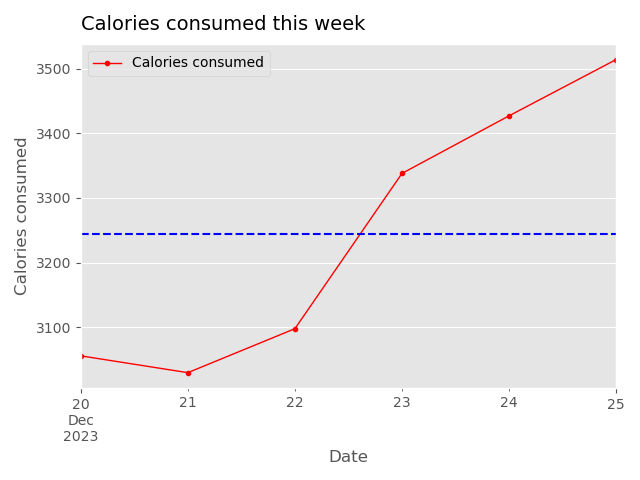 Calories consumed this week
Calories consumed
3500
3400
3300
3200
3100
Calories consumed
20 21 22 23 24 25
Dec
2023
Date